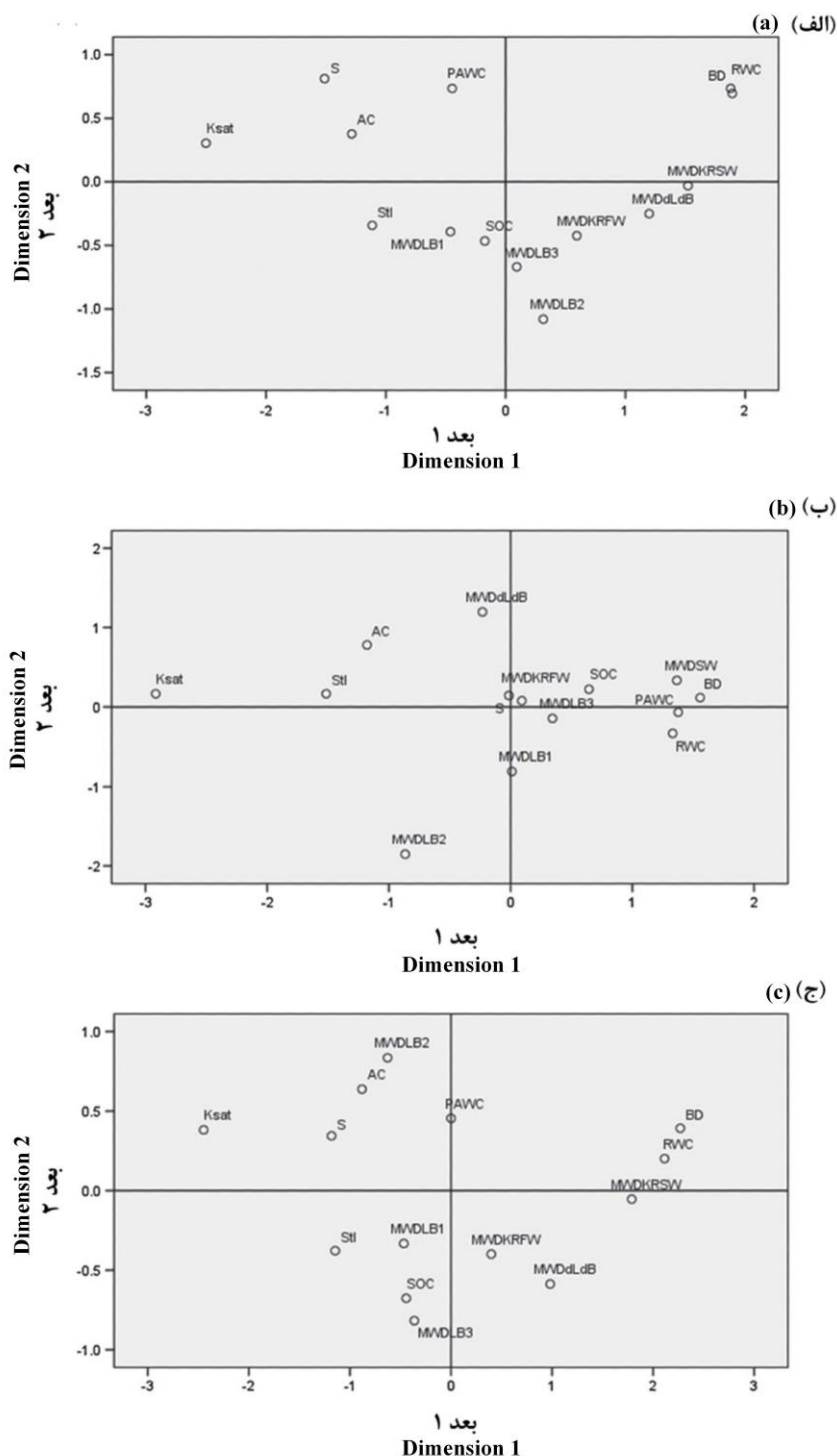 (الف) (a)
1.0
0.5
0.0
-0.5
-1.0
-1.5
S
PAWC
BD
RWC
Ksat
AC
MWDKRSW
StI
MWDdLdB
MWDLB1
SOC
MWDKRFW
MWDLB3
MWDLB2
-3 -2 -1 0 1 2
Dimension 2
بعد ۲
بعد ۱
Dimension 1
(ب) (b)
2
1
0
-1
-2
MWDdLdB
AC
Ksat
StI
MWDKRFW
SOC
MWDSW
BD
S
MWDLB3
PAWC
RWC
MWDLB1
MWDLB2
-3 -2 -1 0 1 2
Dimension 2
بعد ۲
بعد ۱
Dimension 1
(ج) (c)
1.0
0.5
0.0
-0.5
-1.0
MWDLB2
AC
Ksat
PAWC
BD
S
RWC
MWDKRSW
StI
MWDLB1
MWDKRFW
SOC
MWDdLdB
MWDLB3
-3 -2 -1 0 1 2 3
Dimension 2
بعد ۲
بعد ۱
Dimension 1